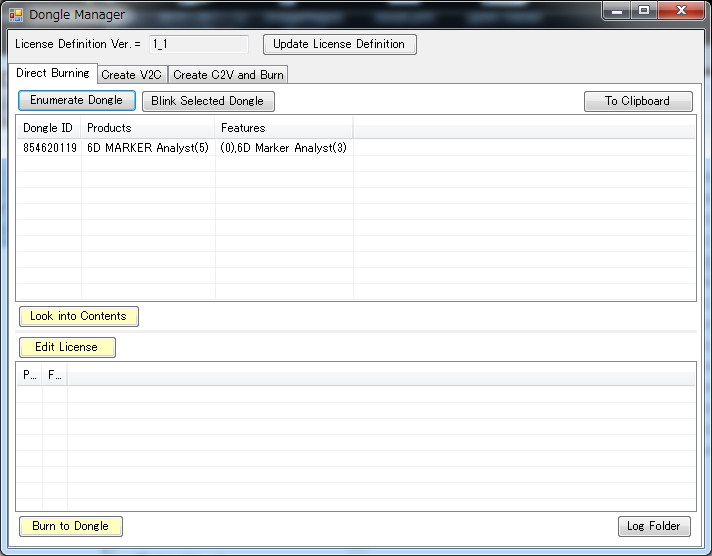 Dongle Manager
License Definition Ver. = 1_1 Update License Definition
Direct Burning Create V2C Create C2V and Burn
Enumerate Dongle Blink Selected Dongle To Clipboard
Dongle ID Products Features
854620119 6D MARKER Analyst(5) (0),6D Marker Analyst(3)
Look into Contents
Edit License
P... F...
Burn to Dongle Log Folder